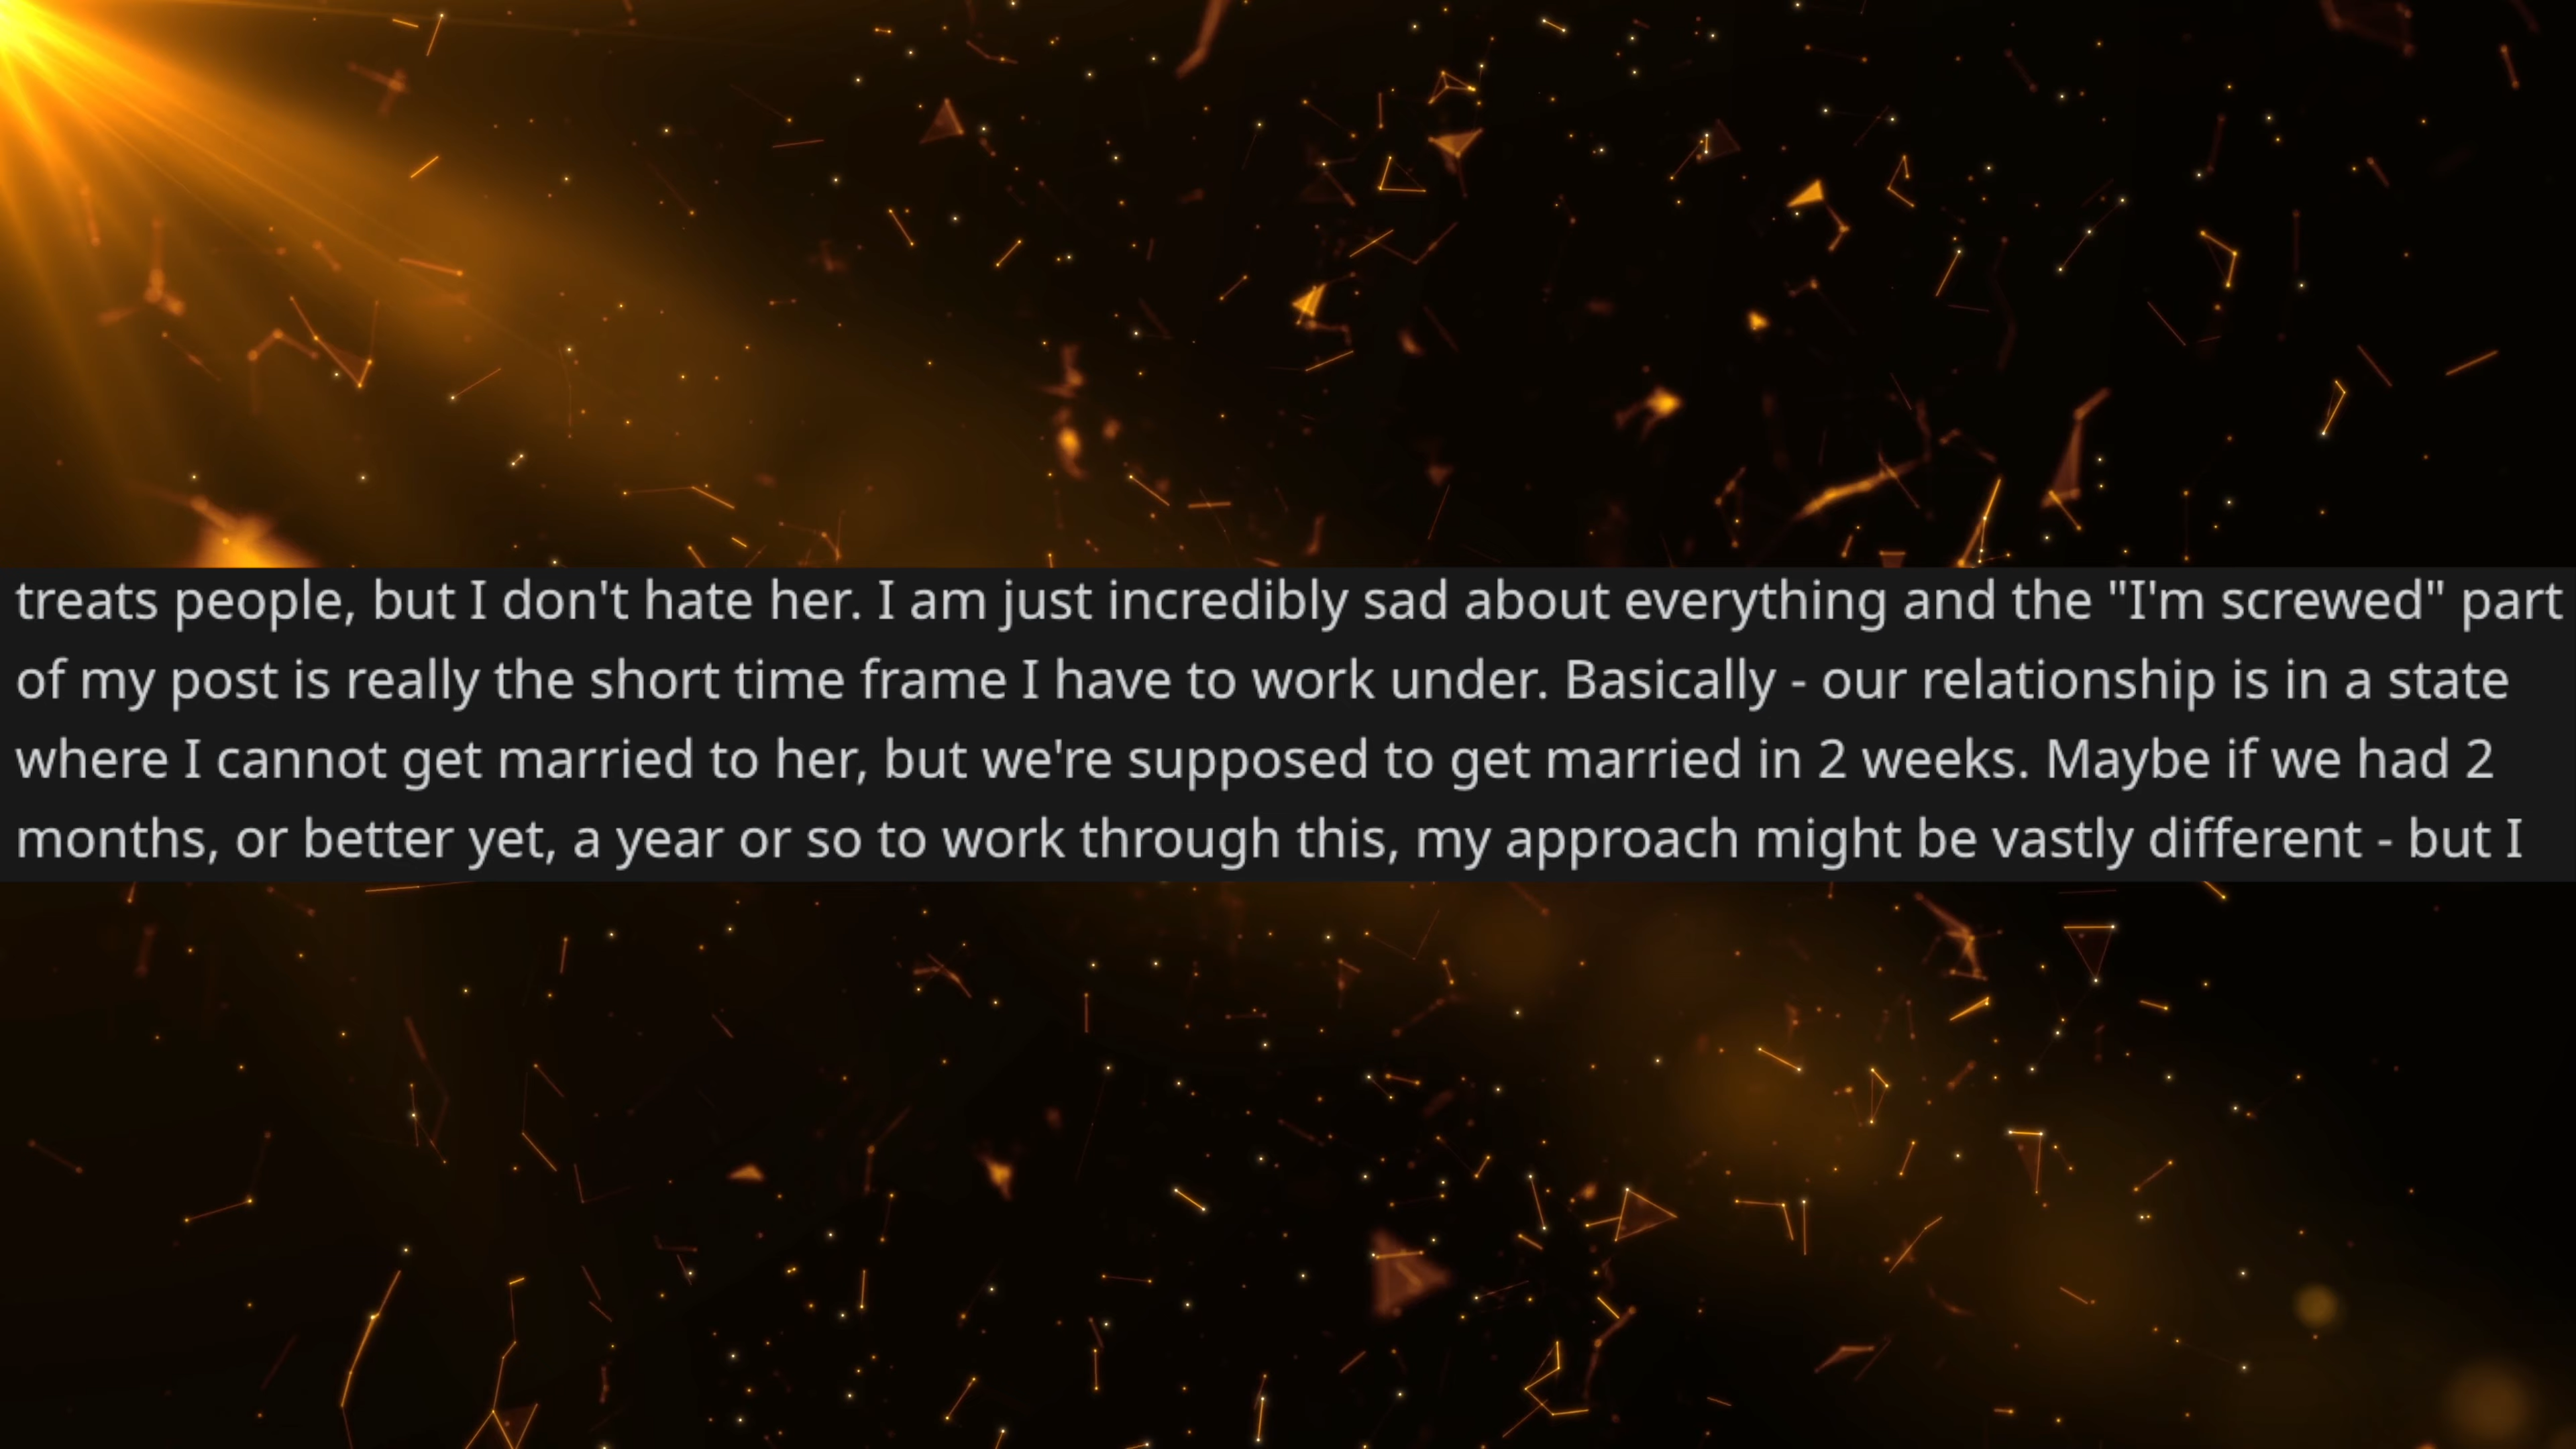 treats people, but I don't hate her. I am just incredibly sad about everything and the "I'm screwed" part
of my post is really the short time frame I have to work under. Basically - our relationship is in a state
where I cannot get married to her, but we're supposed to get married in 2 weeks. Maybe if we had 2
months, or better yet, a year or so to work through this, my approach might be vastly different - but I